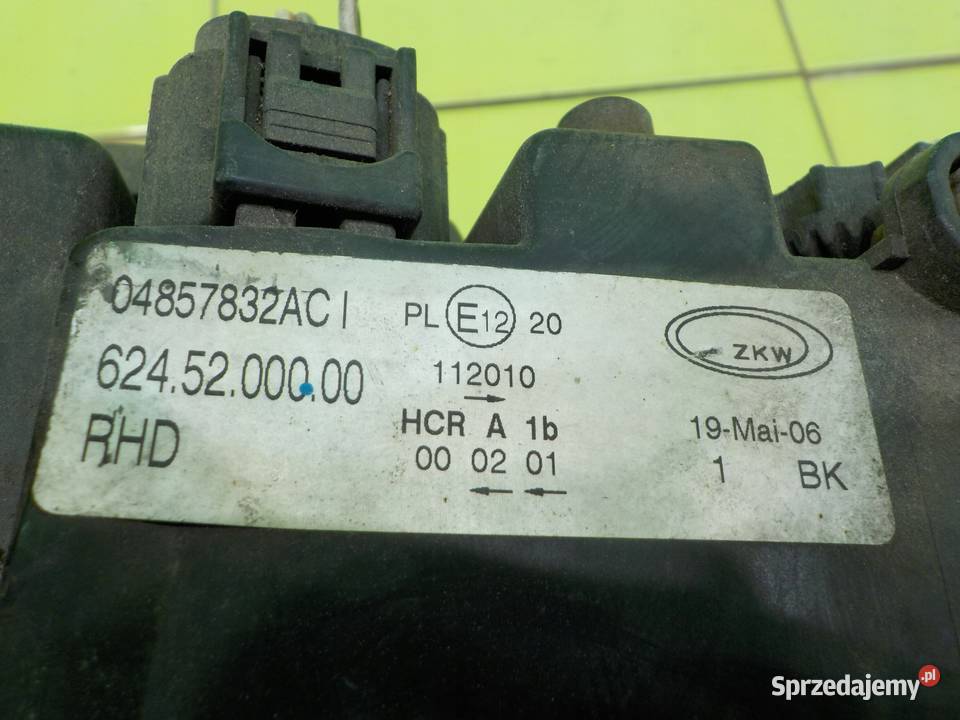 04857832AC I
624.52.000.00
RHD
PL E12 20
112010
→
HCR A 1b
00 02 01
← ←
ZKW
19-Mai-06
1 BK
Sprzedajemy.pl